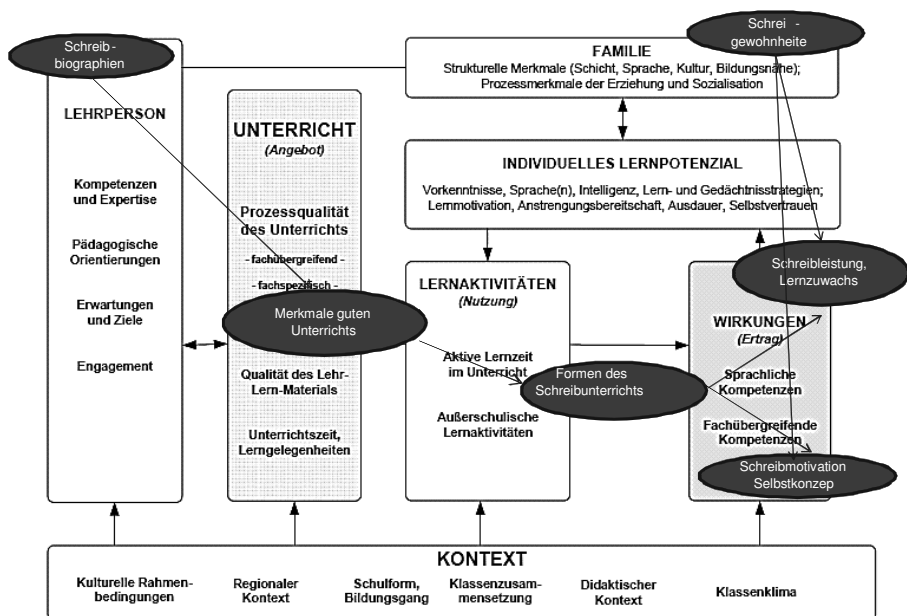 Schreib-
biographien
Schrei -
gewohnheite
FAMILIE
Strukturelle Merkmale (Schicht, Sprache, Kultur, Bildungsnähe);
Prozessmerkmale der Erziehung und Sozialisation
LEHRPERSON
Kompetenzen
und Expertise
Pädagogische
Orientierungen
Erwartungen
und Ziele
Engagement
UNTERRICHT
(Angebot)
Prozessqualität
des Unterrichts
- fachübergreifend -
- fachspezifisch -
Merkmale guten
Unterrichts
Qualität des Lehr-
Lern-Materials
Unterrichtszeit,
Lerngelegenheiten
INDIVIDUELLES LERNPOTENZIAL
Vorkenntnisse, Sprache(n), Intelligenz, Lern- und Gedächtnisstrategien;
Lernmotivation, Anstrengungsbereitschaft, Ausdauer, Selbstvertrauen
LERNAKTIVITÄTEN
(Nutzung)
Aktive Lernzeit
im Unterricht
Außerschulische
Lernaktivitäten
Formen des
Schreibunterrichts
Schreibleistung,
Lernzuwachs
WIRKUNGEN
(Ertrag)
Sprachliche
Kompetenzen
Fachübergreifende
Kompetenzen
Schreibmotivation
Selbstkonzep
KONTEXT
Kulturelle Rahmen-
bedingungen
Regionaler
Kontext
Schulform,
Bildungsgang
Klassenzusam-
mensetzung
Didaktischer
Kontext
Klassenklima